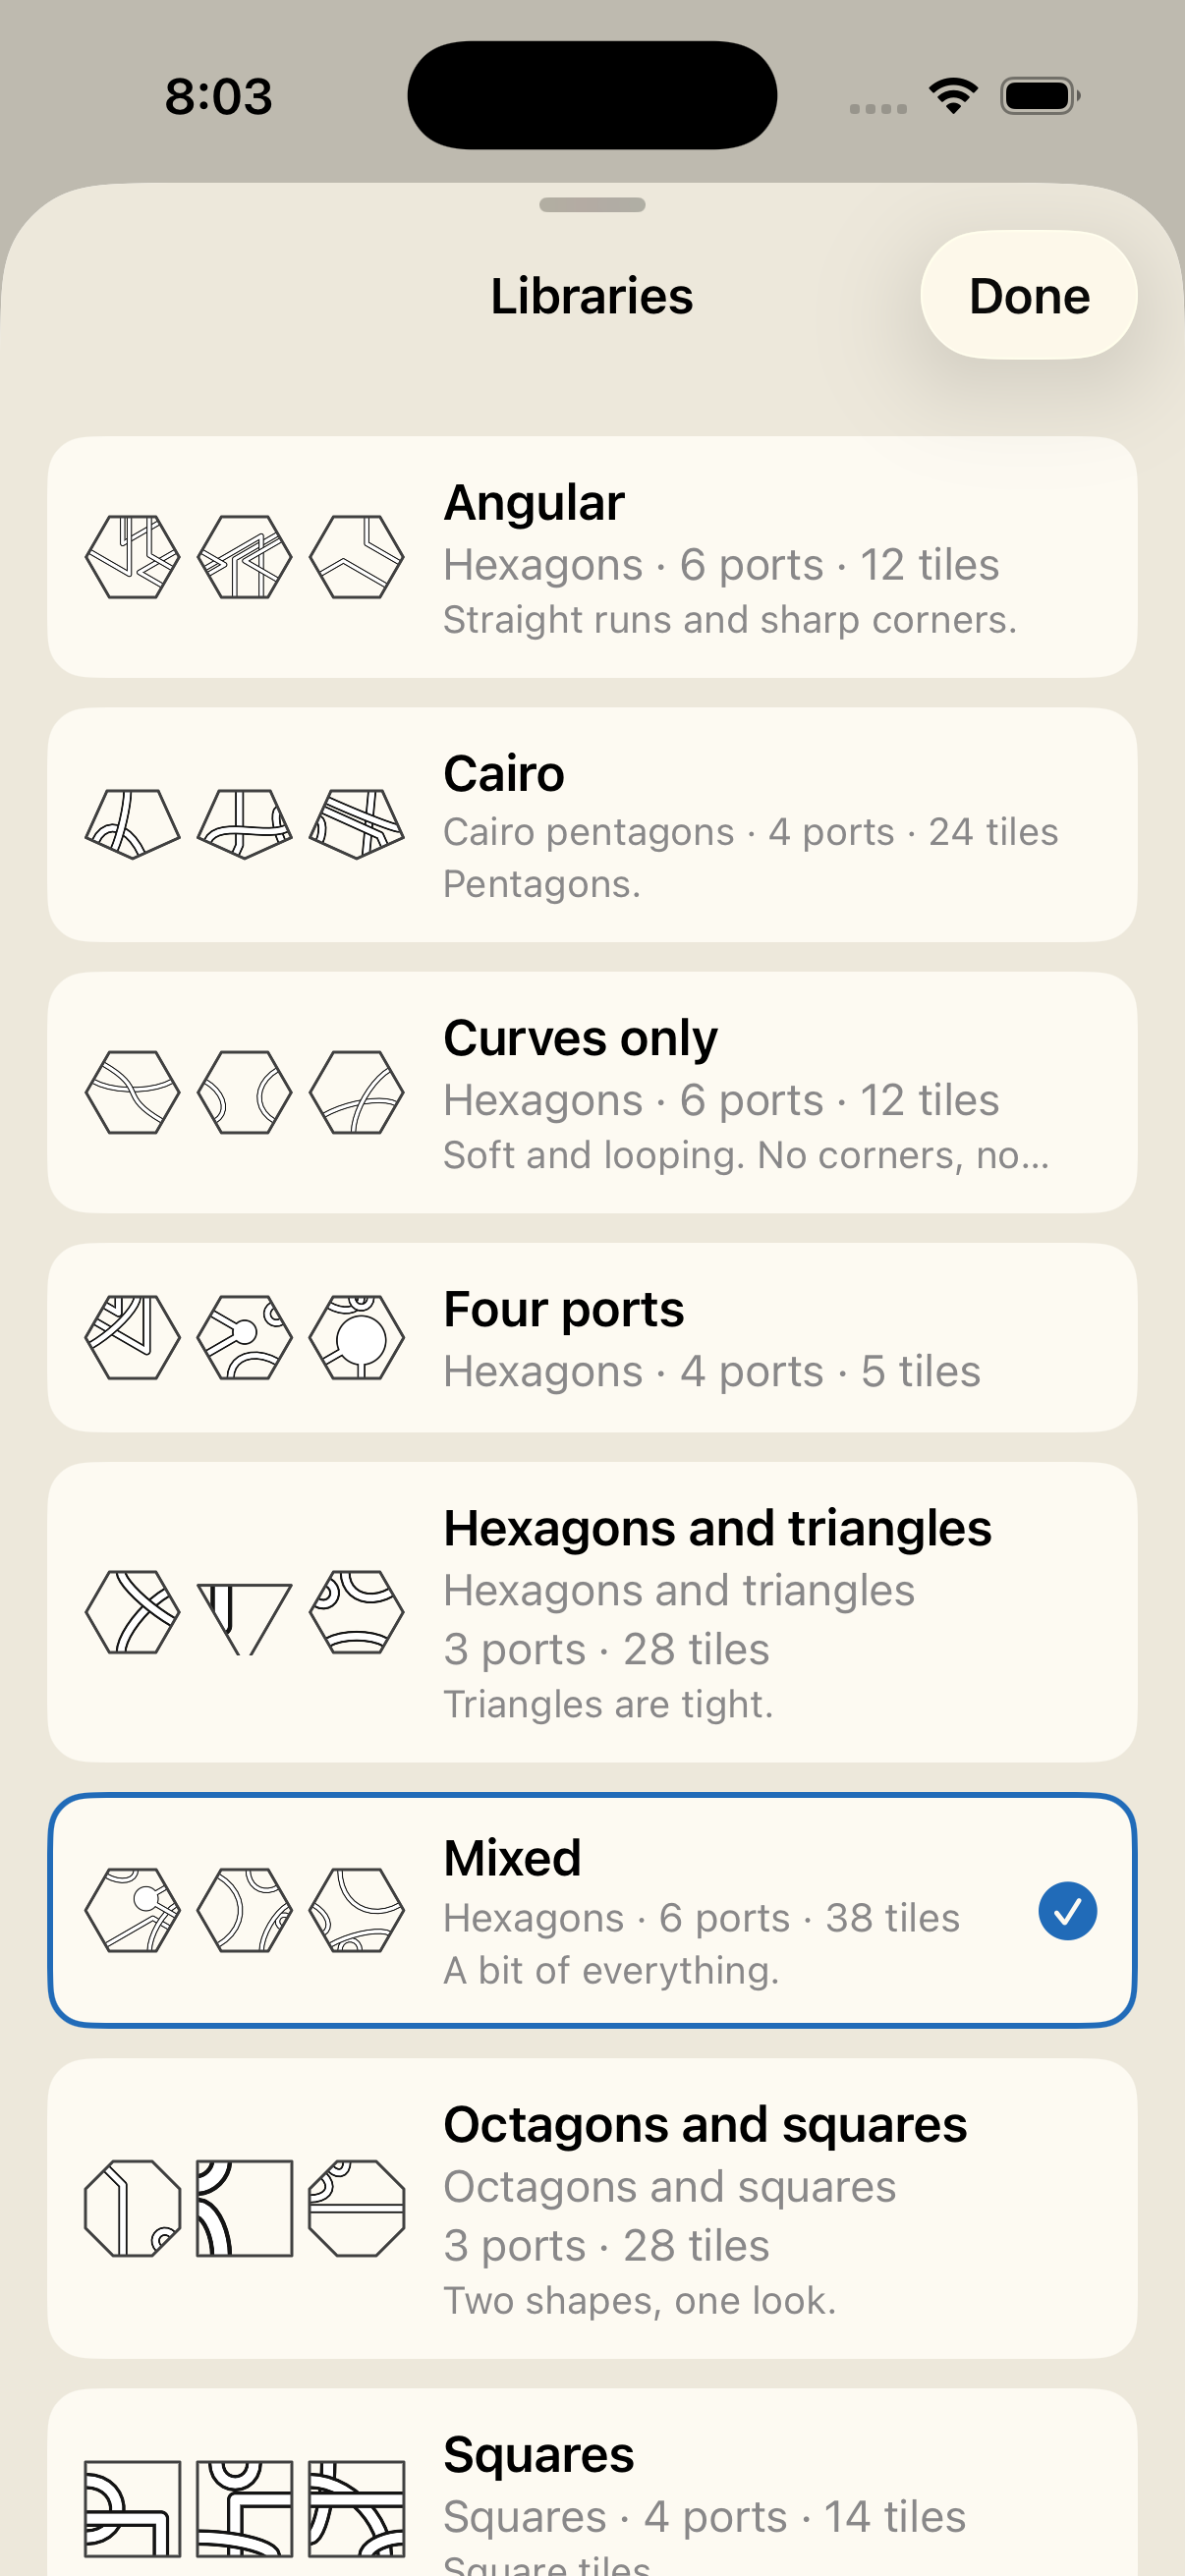 8:03
Libraries
Done
Angular
Hexagons · 6 ports · 12 tiles
Straight runs and sharp corners.
Cairo
Cairo pentagons · 4 ports · 24 tiles
Pentagons.
Curves only
Hexagons · 6 ports · 12 tiles
Soft and looping. No corners, no...
Four ports
Hexagons · 4 ports · 5 tiles
Hexagons and triangles
Hexagons and triangles
3 ports · 28 tiles
Triangles are tight.
Mixed
Hexagons · 6 ports · 38 tiles
A bit of everything.
Octagons and squares
Octagons and squares
3 ports · 28 tiles
Two shapes, one look.
Squares
Squares · 4 ports · 14 tiles
Square tiles